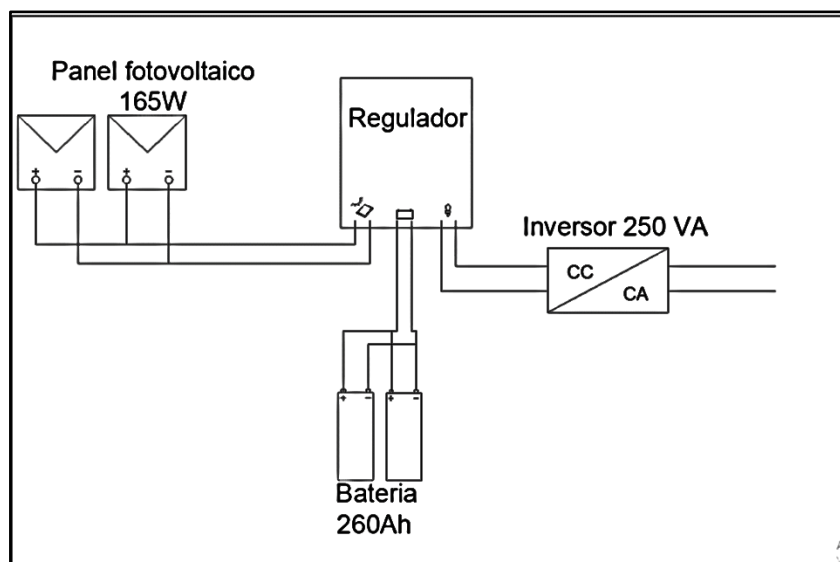 Panel fotovoltaico
165W
Regulador
+ - + -
Inversor 250 VA
CC
CA
+ - + -
Bateria
260Ah